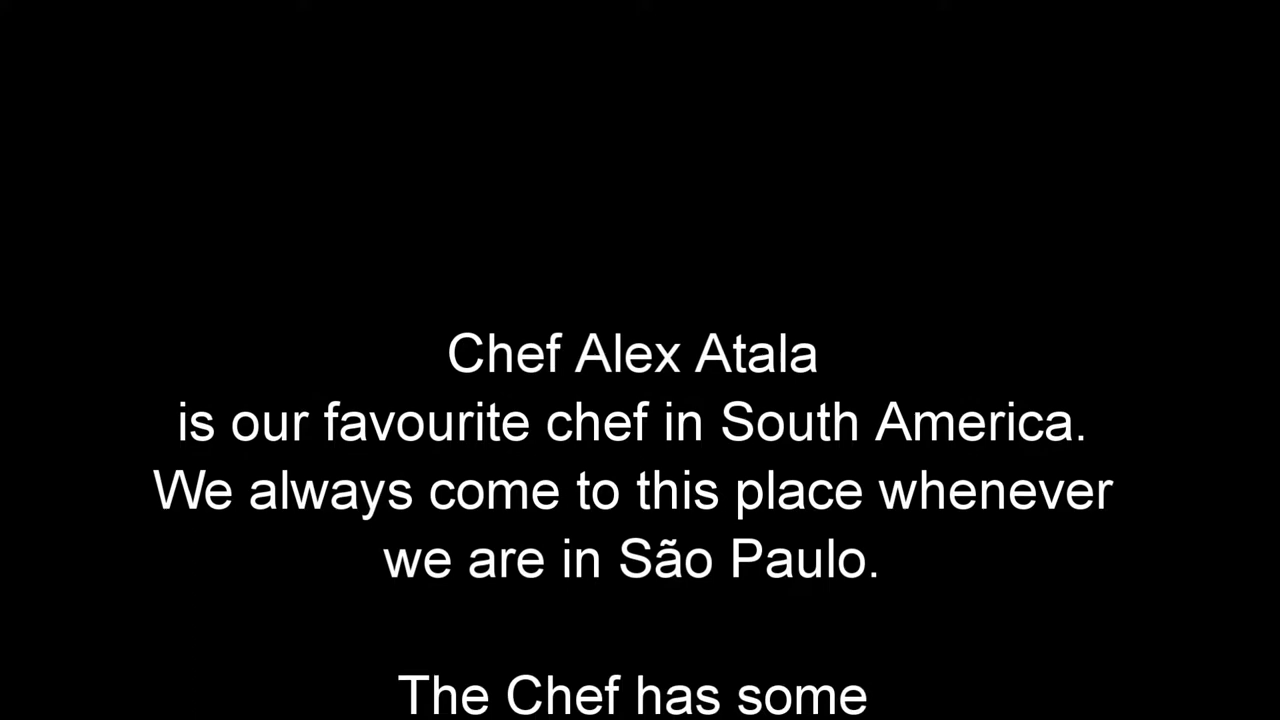 Chef Alex Atala
is our favourite chef in South America.
We always come to this place whenever
we are in São Paulo.
The Chef has some